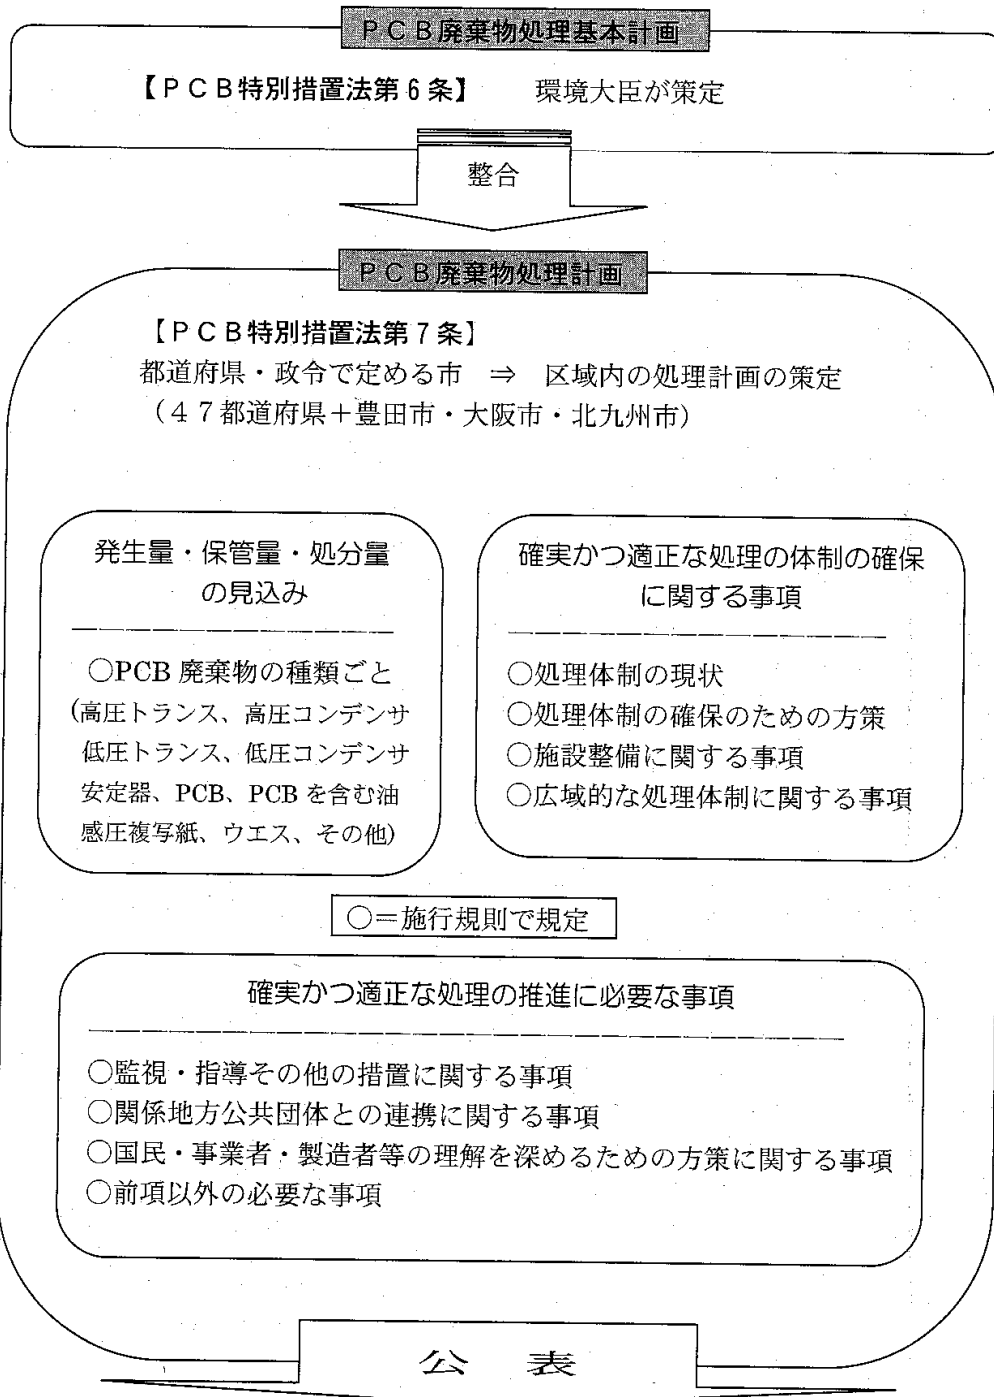 ＰＣＢ廃棄物処理基本計画
【ＰＣＢ特別措置法第６条】　環境大臣が策定
整合
ＰＣＢ廃棄物処理計画
【ＰＣＢ特別措置法第７条】
都道府県・政令で定める市　⇒　区域内の処理計画の策定
（４７都道府県＋豊田市・大阪市・北九州市）
発生量・保管量・処分量
の見込み
○PCB 廃棄物の種類ごと
(高圧トランス、高圧コンデンサ
低圧トランス、低圧コンデンサ
安定器、PCB、PCB を含む油
感圧複写紙、ウエス、その他)
確実かつ適正な処理の体制の確保
に関する事項
○処理体制の現状
○処理体制の確保のための方策
○施設整備に関する事項
○広域的な処理体制に関する事項
○＝施行規則で規定
確実かつ適正な処理の推進に必要な事項
○監視・指導その他の措置に関する事項
○関係地方公共団体との連携に関する事項
○国民・事業者・製造者等の理解を深めるための方策に関する事項
○前項以外の必要な事項
公　表